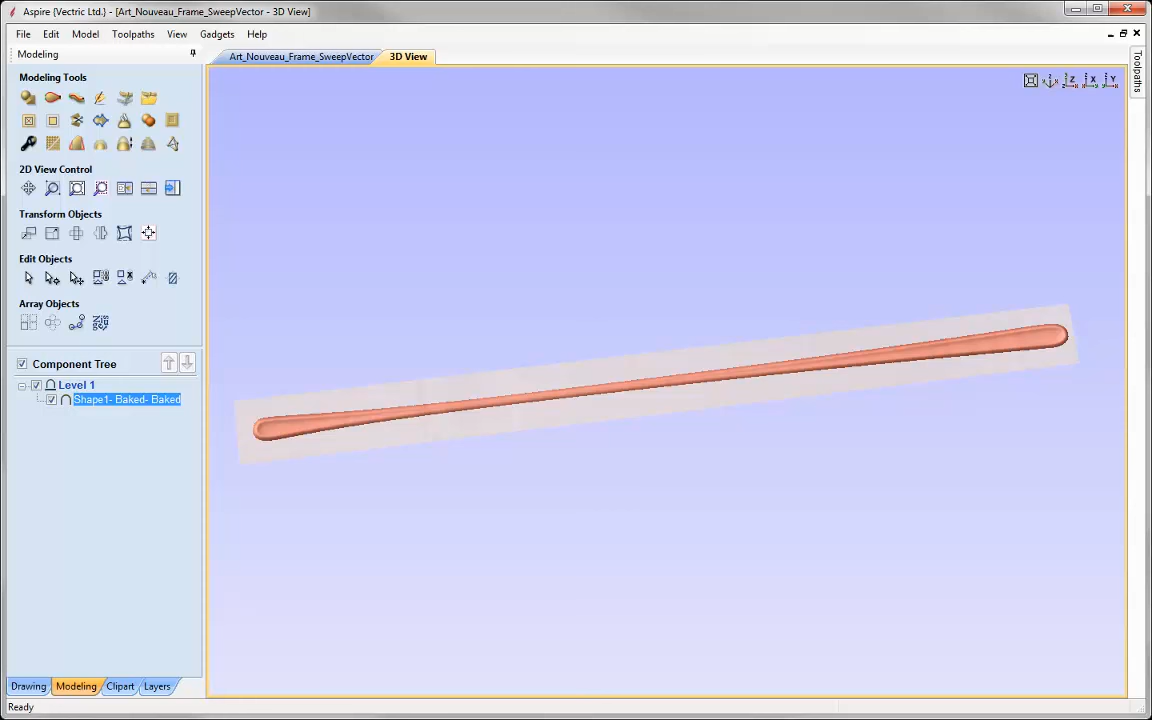 Aspire {Vectric Ltd.} - [Art_Nouveau_Frame_SweepVector - 3D View]
File Edit Model Toolpaths View Gadgets Help
Modeling
Art_Nouveau_Frame_SweepVector
3D View
Toolpaths
Z X Y
Modeling Tools
2D View Control
Transform Objects
Edit Objects
Array Objects
Component Tree
Level 1
Shape1- Baked- Baked
Drawing Modeling Clipart Layers
Ready